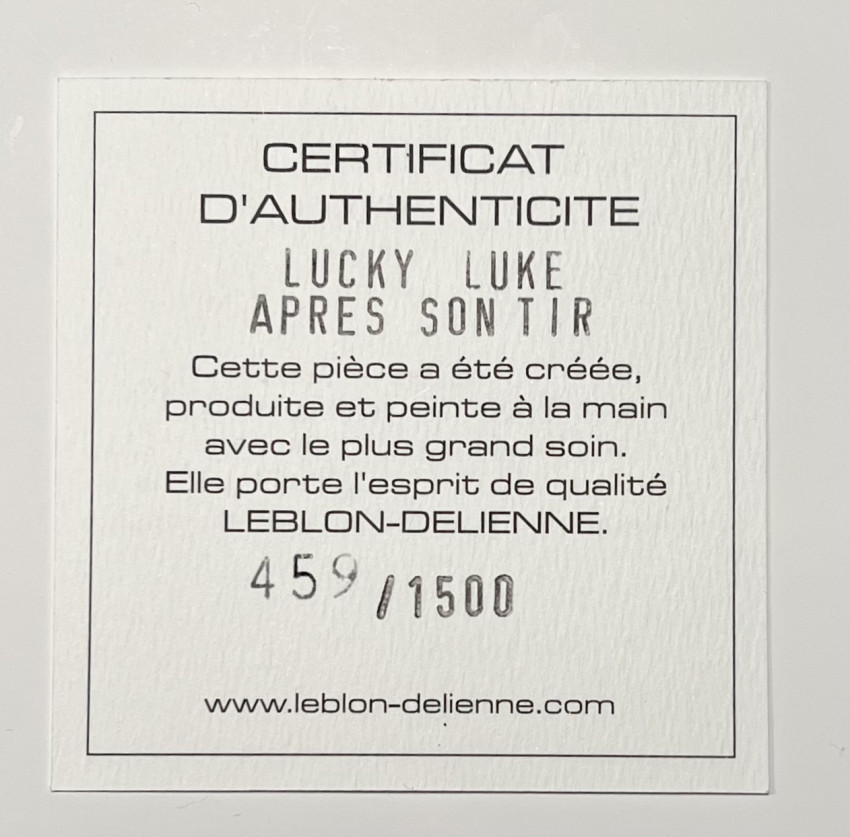 CERTIFICAT
D'AUTHENTICITE
LUCKY LUKE
APRES SON TIR
Cette pièce a été créée,
produite et peinte à la main
avec le plus grand soin.
Elle porte l'esprit de qualité
LEBLON-DELIENNE.
459/1500
www.leblon-delienne.com